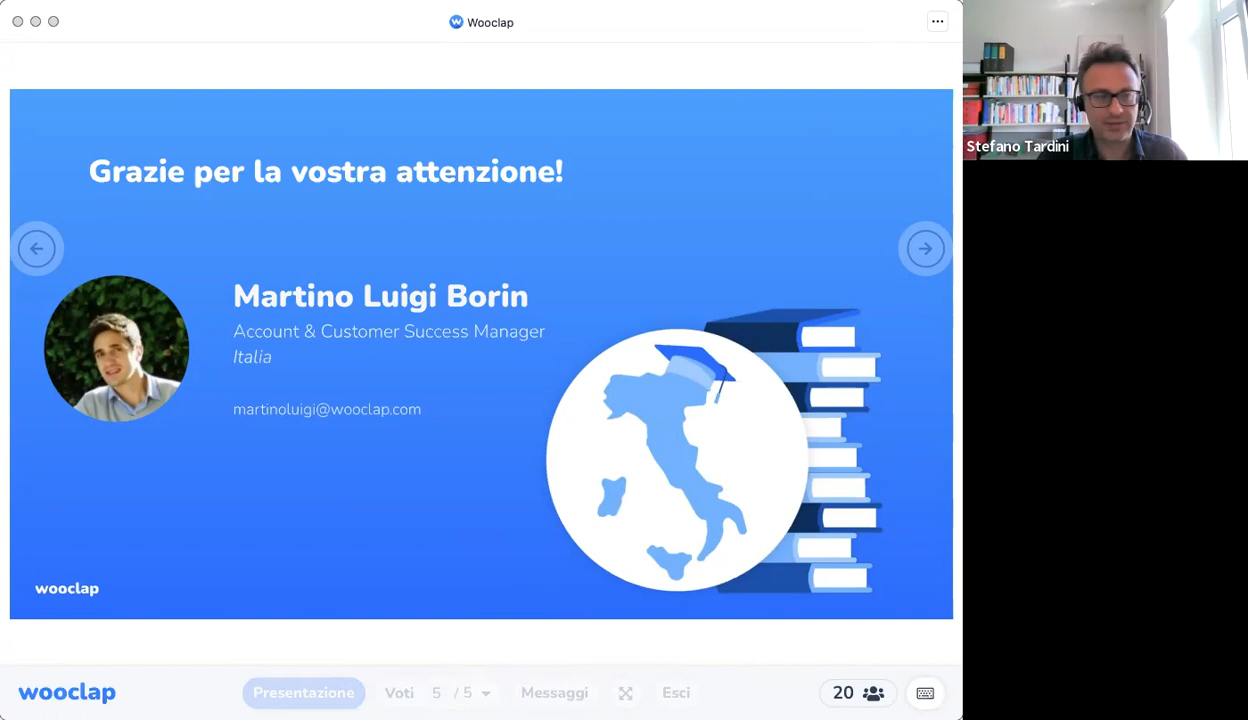 Wooclap
Grazie per la vostra attenzione!
Martino Luigi Borin
Account & Customer Success Manager
Italia
martinoluigi@wooclap.com
wooclap
Stefano Tardini
wooclap
Presentazione
Voti 5 / 5
Messaggi
Esci
20